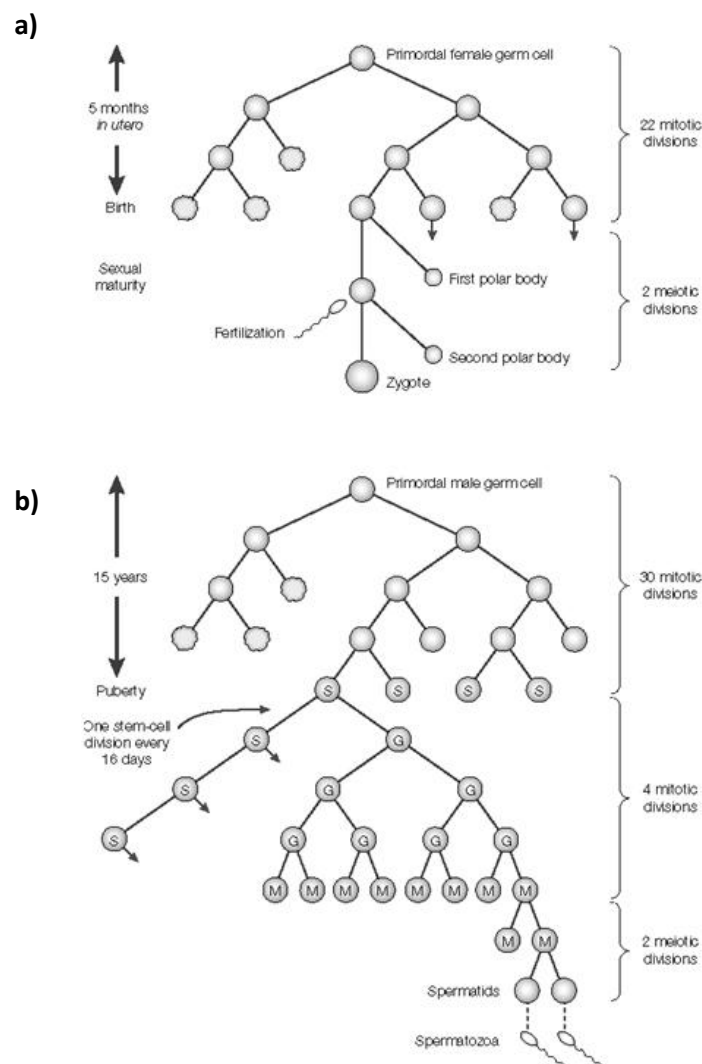 a)
Primordal female germ cell
5 months
in utero
22 mitotic
divisions
Birth
Sexual
maturity
First polar body
2 meiotic
divisions
Fertilization
Second polar body
Zygote
b)
Primordal male germ cell
15 years
30 mitotic
divisions
Puberty
S
S
S
S
One stem-cell
division every
16 days
S
G
S
G
G
4 mitotic
divisions
S
G
G
G
G
M
M
M
M
M
M
M
M
M
M
2 meiotic
divisions
Spermatids
Spermatozoa